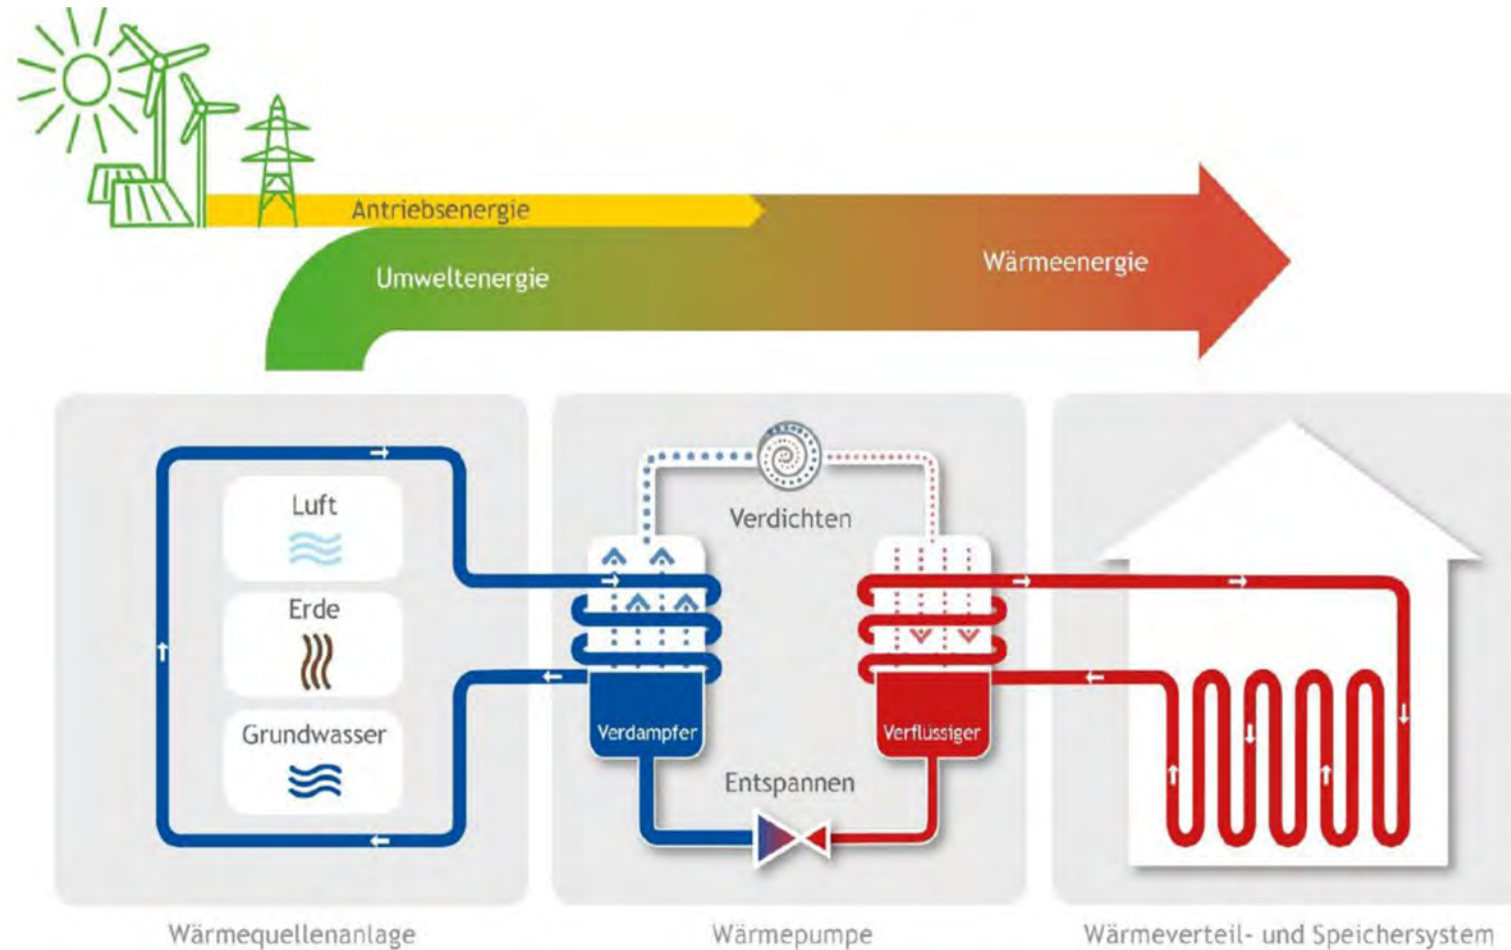 Antriebsenergie
Umweltenergie
Wärmeenergie
Luft
Erde
Grundwasser
Verdichten
Verdampfer
Verflüssiger
Entspannen
Wärmequellenanlage
Wärmepumpe
Wärmeverteil- und Speichersystem